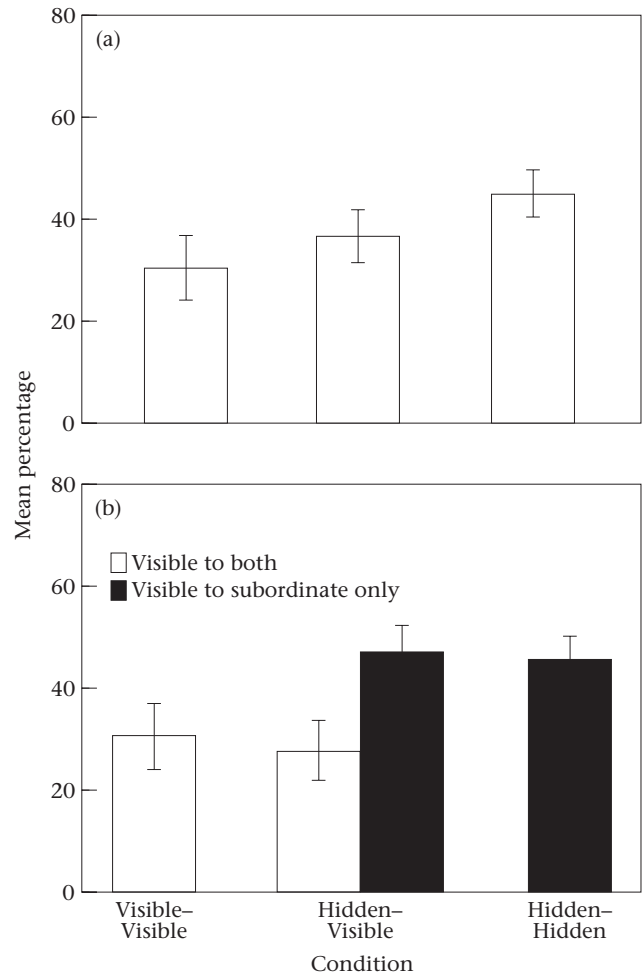 80
(a)
60
40
20
0
Mean percentage
80
(b)
Visible to both
Visible to subordinate only
60
40
20
0
Visible–
Visible
Hidden–
Visible
Hidden–
Hidden
Condition